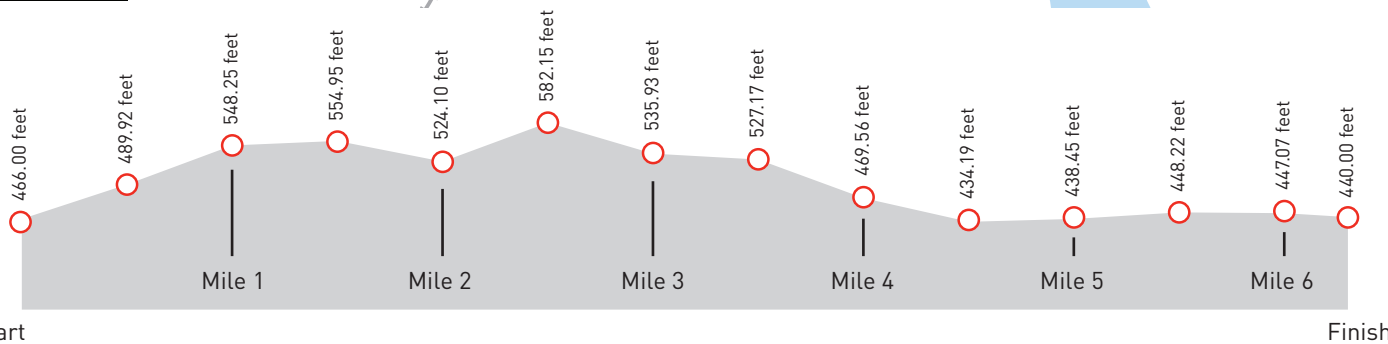 466.00 feet
489.92 feet
548.25 feet
554.95 feet
524.10 feet
582.15 feet
535.93 feet
527.17 feet
469.56 feet
434.19 feet
438.45 feet
448.22 feet
447.07 feet
440.00 feet
Mile 1
Mile 2
Mile 3
Mile 4
Mile 5
Mile 6
art
Finish